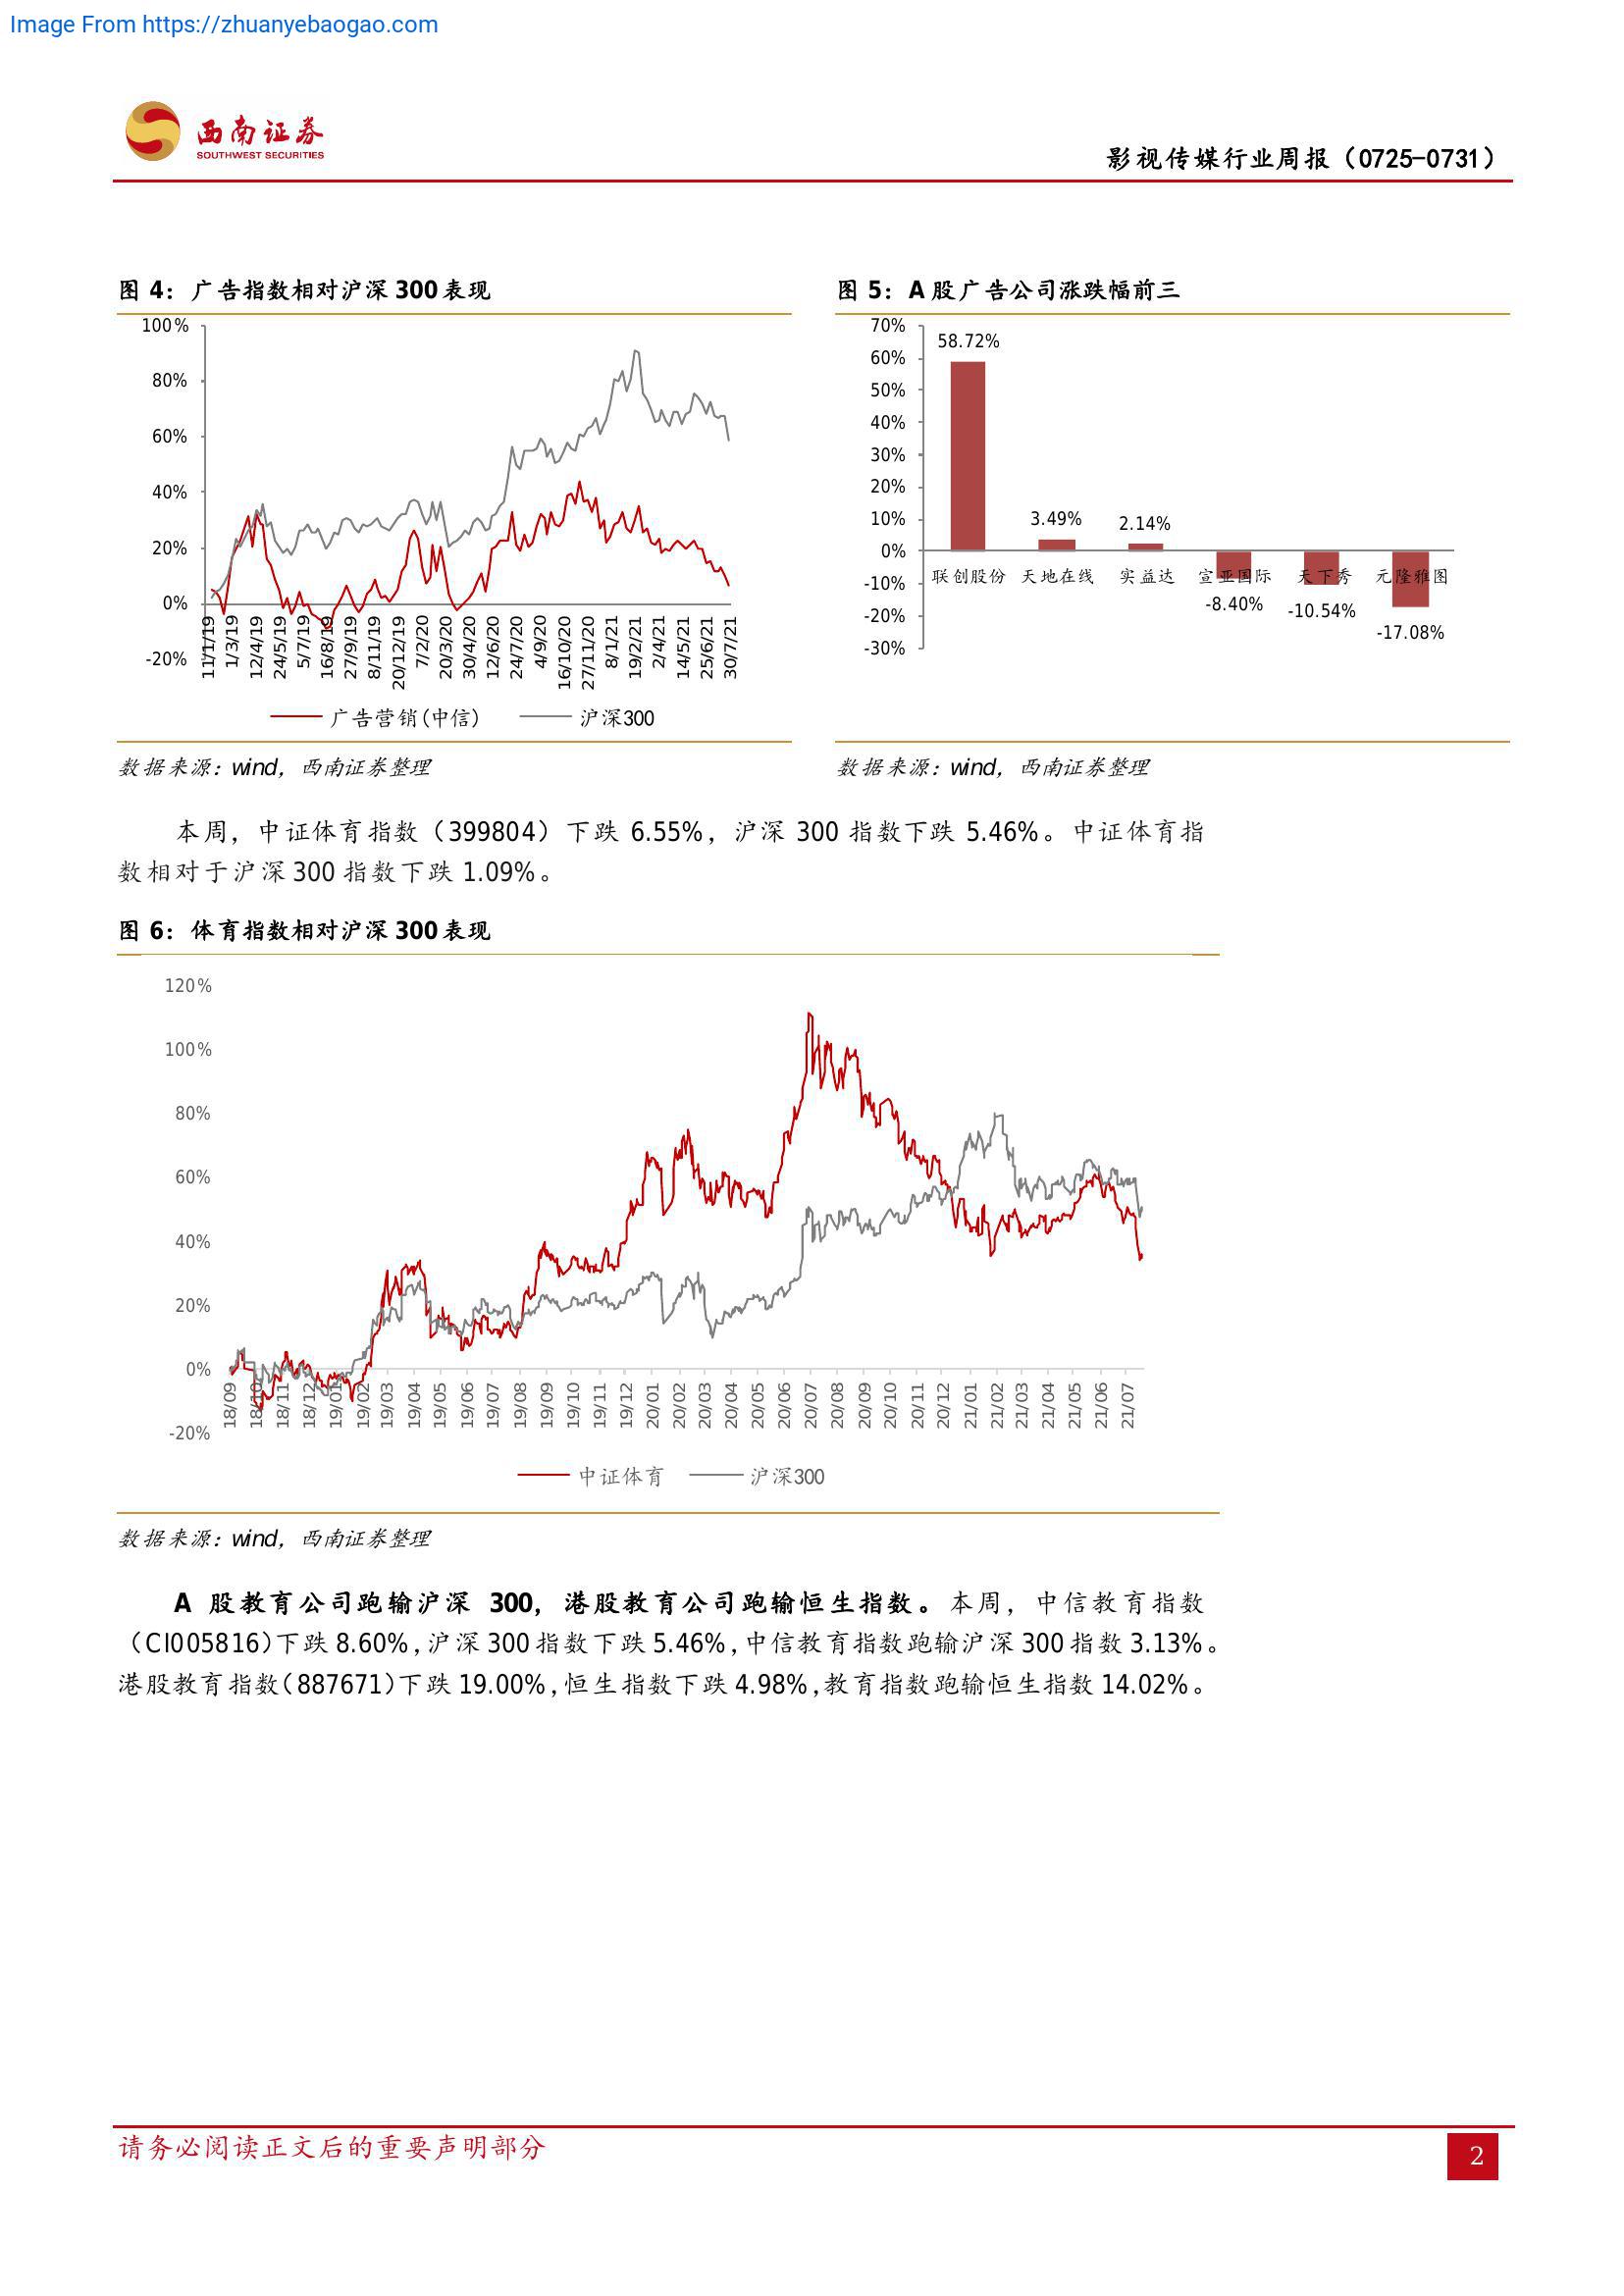 Image From https://zhuanyebaogao.com
西南证券
SOUTHWEST SECURITIES
影视传媒行业周报（0725-0731）
图 4：广告指数相对沪深 300 表现
100%
80%
60%
40%
20%
0%
-20%
11/1/19 1/3/19 12/4/19 24/5/19 5/7/19 16/8/19 27/9/19 8/11/19 20/12/19 7/2/20 20/3/20 30/4/20 12/6/20 24/7/20 4/9/20 16/10/20 27/11/20 8/1/21 19/2/21 2/4/21 14/5/21 25/6/21 30/7/21
广告营销(中信) 沪深300
数据来源：wind，西南证券整理
图 5：A 股广告公司涨跌幅前三
70%
60%
50%
40%
30%
20%
10%
0%
-10%
-20%
-30%
58.72% 3.49% 2.14%
联创股份 天地在线 实益达 宣亚国际 天下秀 元隆雅图
-8.40% -10.54% -17.08%
数据来源：wind，西南证券整理
本周，中证体育指数（399804）下跌 6.55%，沪深 300 指数下跌 5.46%。中证体育指
数相对于沪深 300 指数下跌 1.09%。
图 6：体育指数相对沪深 300 表现
120%
100%
80%
60%
40%
20%
0%
-20%
18/09 18/10 18/11 18/12 19/01 19/02 19/03 19/04 19/05 19/06 19/07 19/08 19/09 19/10 19/11 19/12 20/01 20/02 20/03 20/04 20/05 20/06 20/07 20/08 20/09 20/10 20/11 20/12 21/01 21/02 21/03 21/04 21/05 21/06 21/07
中证体育 沪深300
数据来源：wind，西南证券整理
A 股教育公司跑输沪深 300，港股教育公司跑输恒生指数。本周，中信教育指数
（CI005816）下跌 8.60%，沪深 300 指数下跌 5.46%，中信教育指数跑输沪深 300 指数 3.13%。
港股教育指数（887671）下跌 19.00%，恒生指数下跌 4.98%，教育指数跑输恒生指数 14.02%。
请务必阅读正文后的重要声明部分
2